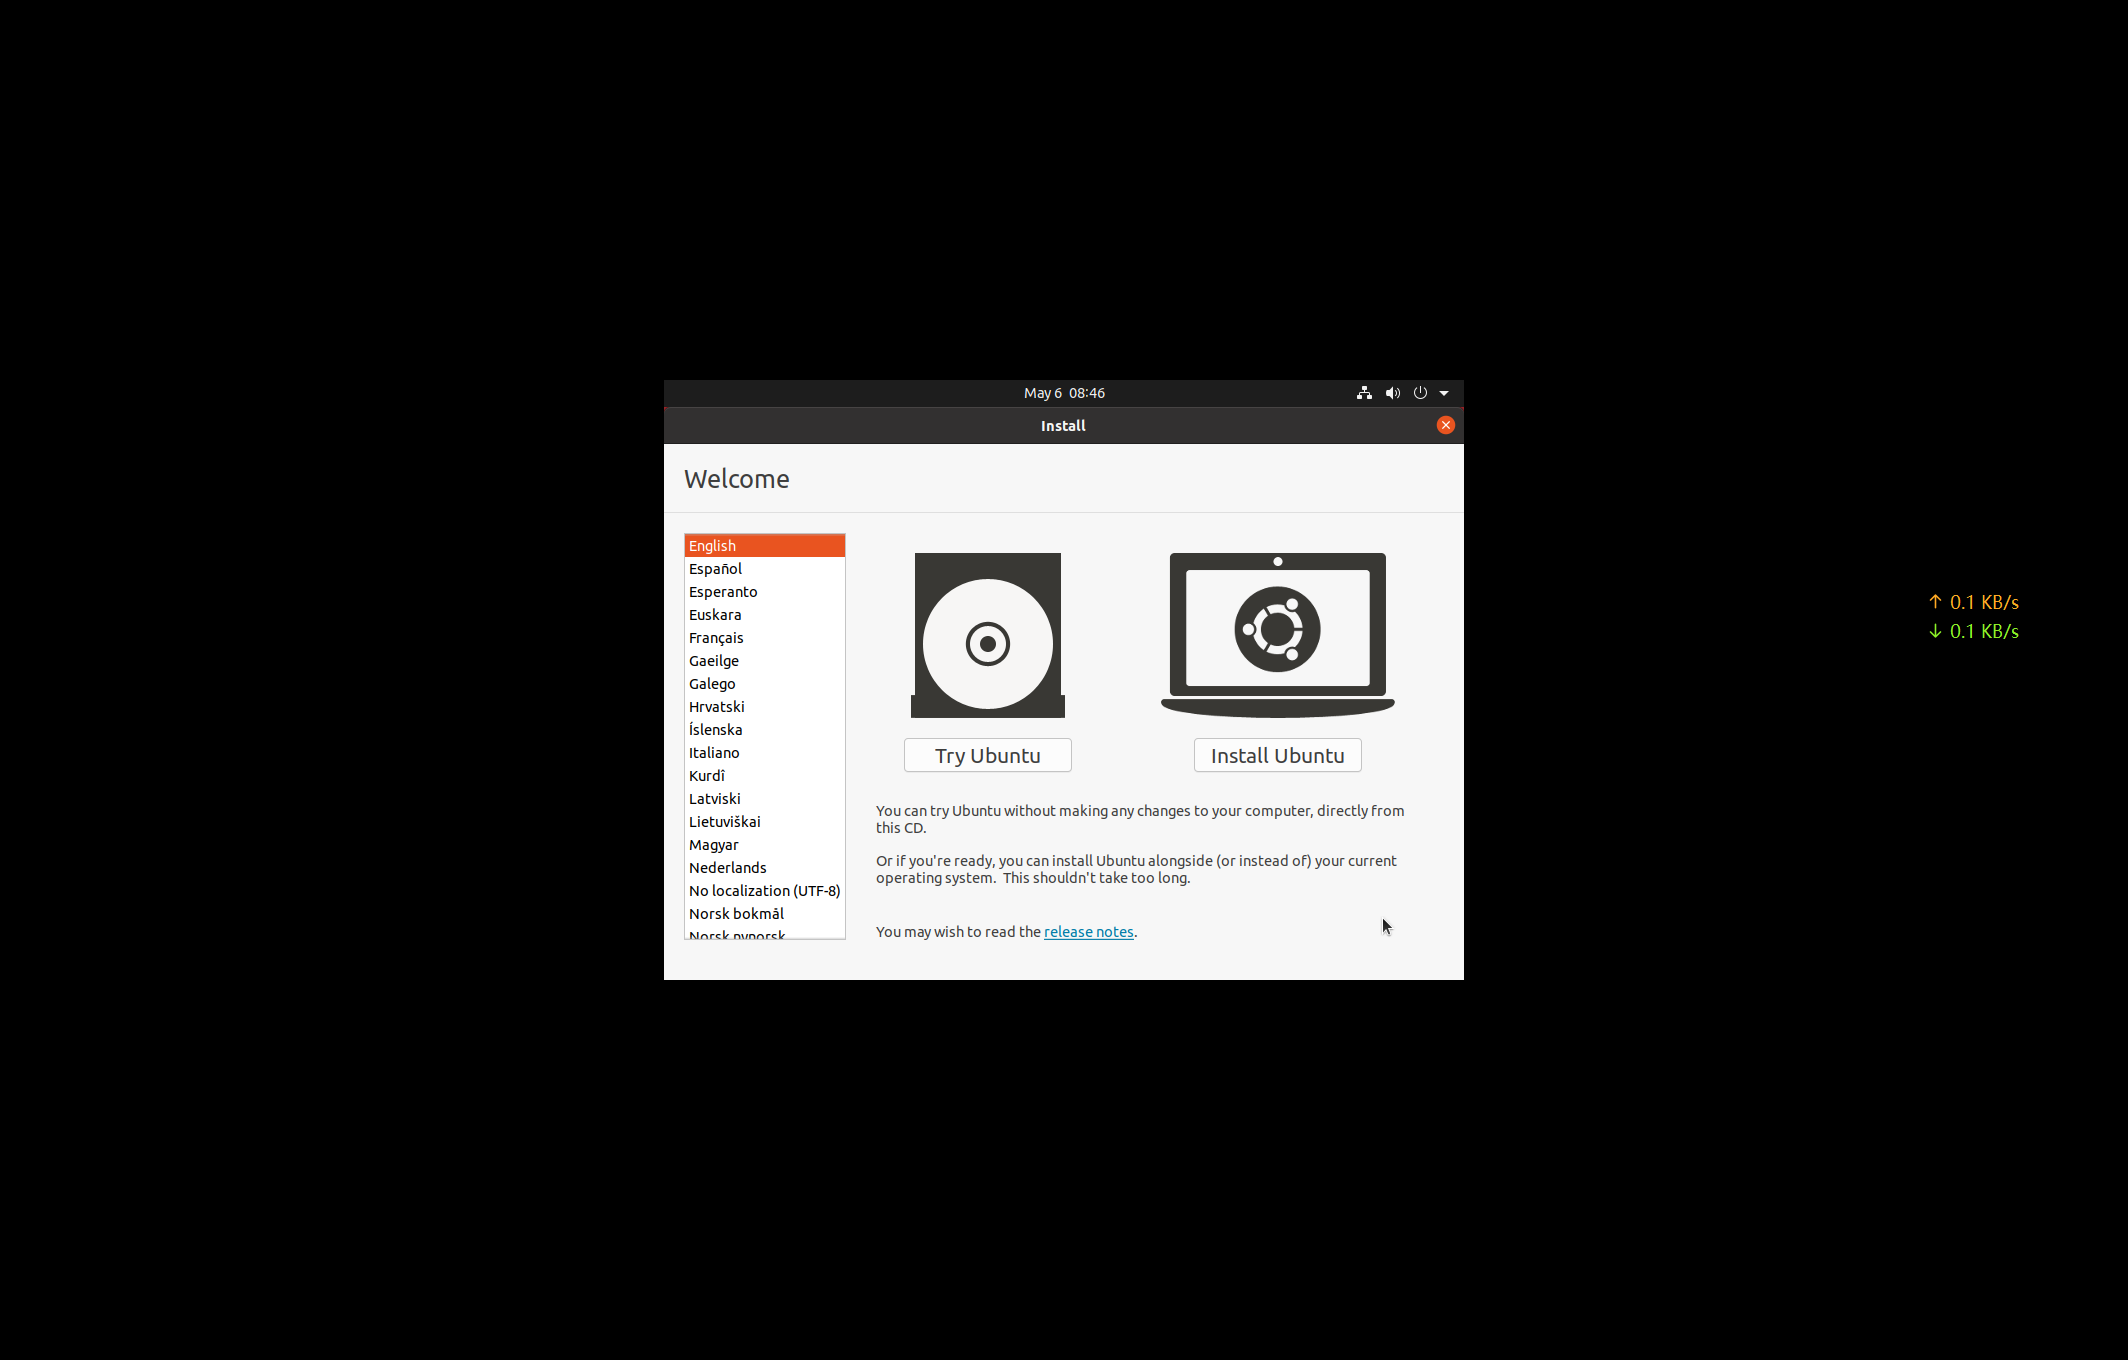 May 6 08:46
Install
Welcome
English
Español
Esperanto
Euskara
Français
Gaeilge
Galego
Hrvatski
Íslenska
Italiano
Kurdî
Latviski
Lietuviškai
Magyar
Nederlands
No localization (UTF-8)
Norsk bokmål
Norsk nynorsk
Try Ubuntu
Install Ubuntu
You can try Ubuntu without making any changes to your computer, directly from
this CD.
Or if you're ready, you can install Ubuntu alongside (or instead of) your current
operating system. This shouldn't take too long.
You may wish to read the release notes.
↑ 0.1 KB/s
↓ 0.1 KB/s